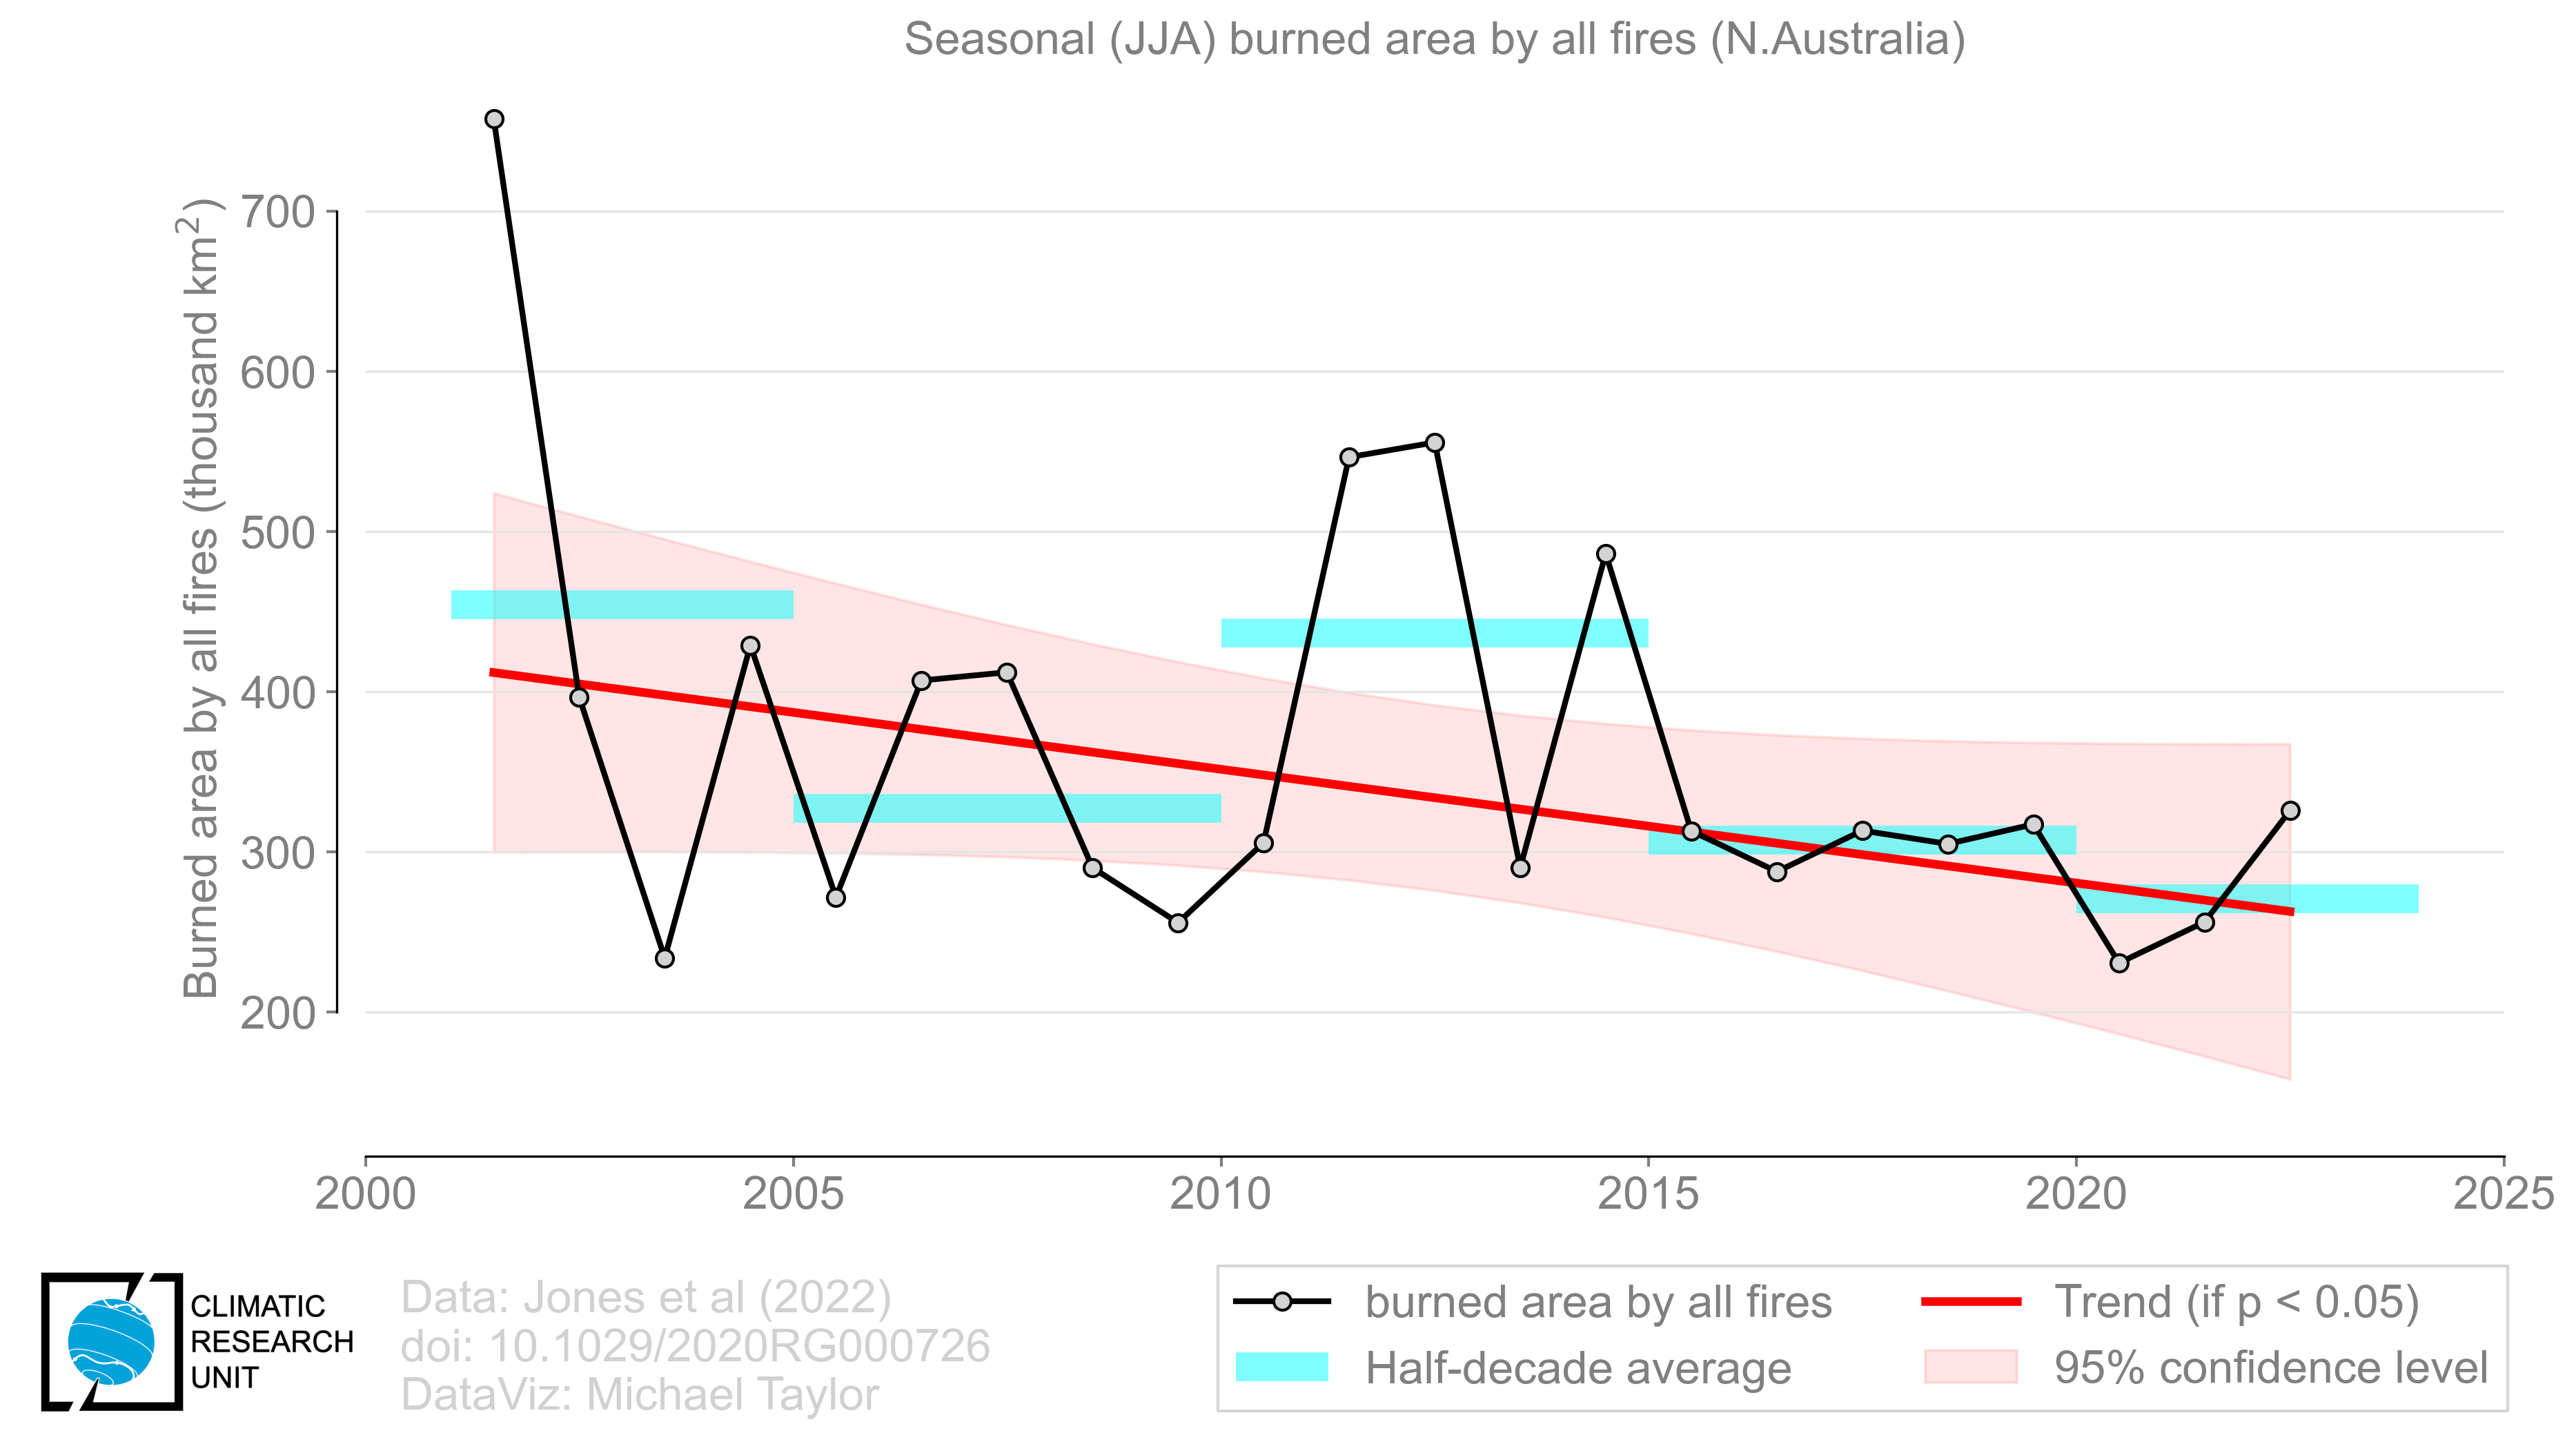 Seasonal (JJA) burned area by all fires (N.Australia)
Burned area by all fires (thousand km²)
700
600
500
400
300
200
2000
2005
2010
2015
2020
2025
CLIMATIC
RESEARCH
UNIT
Data: Jones et al (2022)
doi: 10.1029/2020RG000726
DataViz: Michael Taylor
burned area by all fires
Half-decade average
Trend (if p < 0.05)
95% confidence level